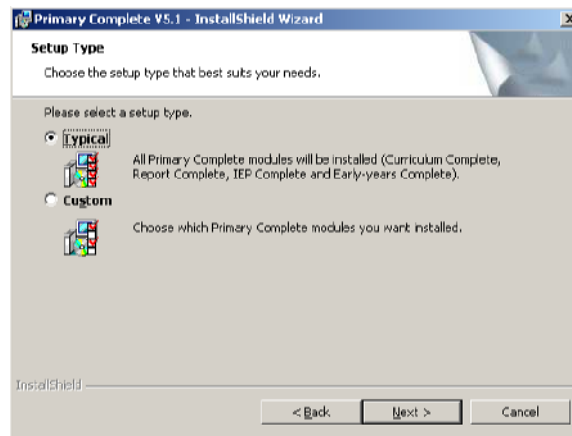 Primary Complete V5.1 - InstallShield Wizard
Setup Type
Choose the setup type that best suits your needs.
Please select a setup type.
Typical
All Primary Complete modules will be installed (Curriculum Complete,
Report Complete, IEP Complete and Early-years Complete).
Custom
Choose which Primary Complete modules you want installed.
InstallShield
< Back
Next >
Cancel